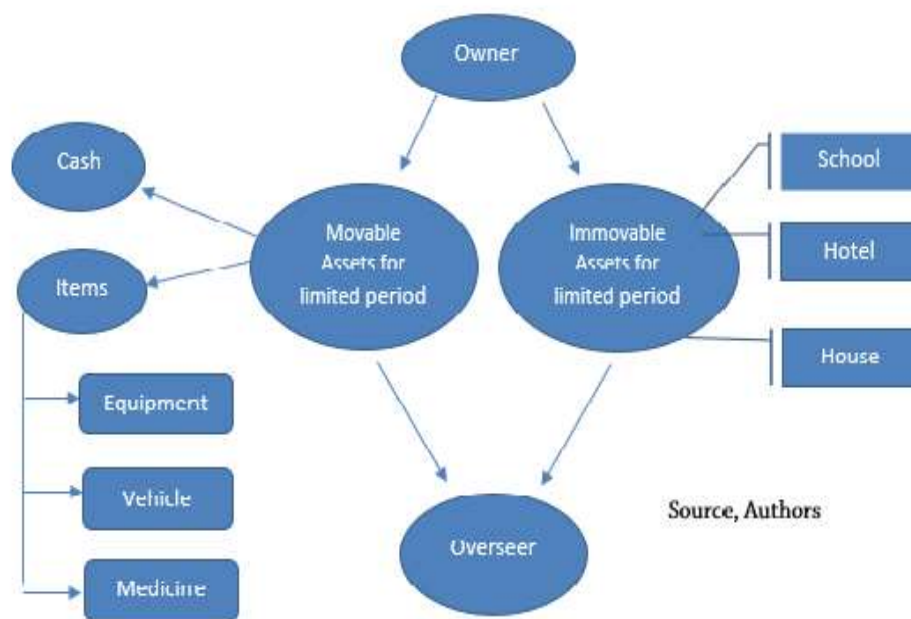 Owner
Cash
School
Movable
Assets for
limited period
Immovable
Assets for
limited period
Hotel
Items
House
Equipment
Vehicle
Medicine
Overseer
Source, Authors